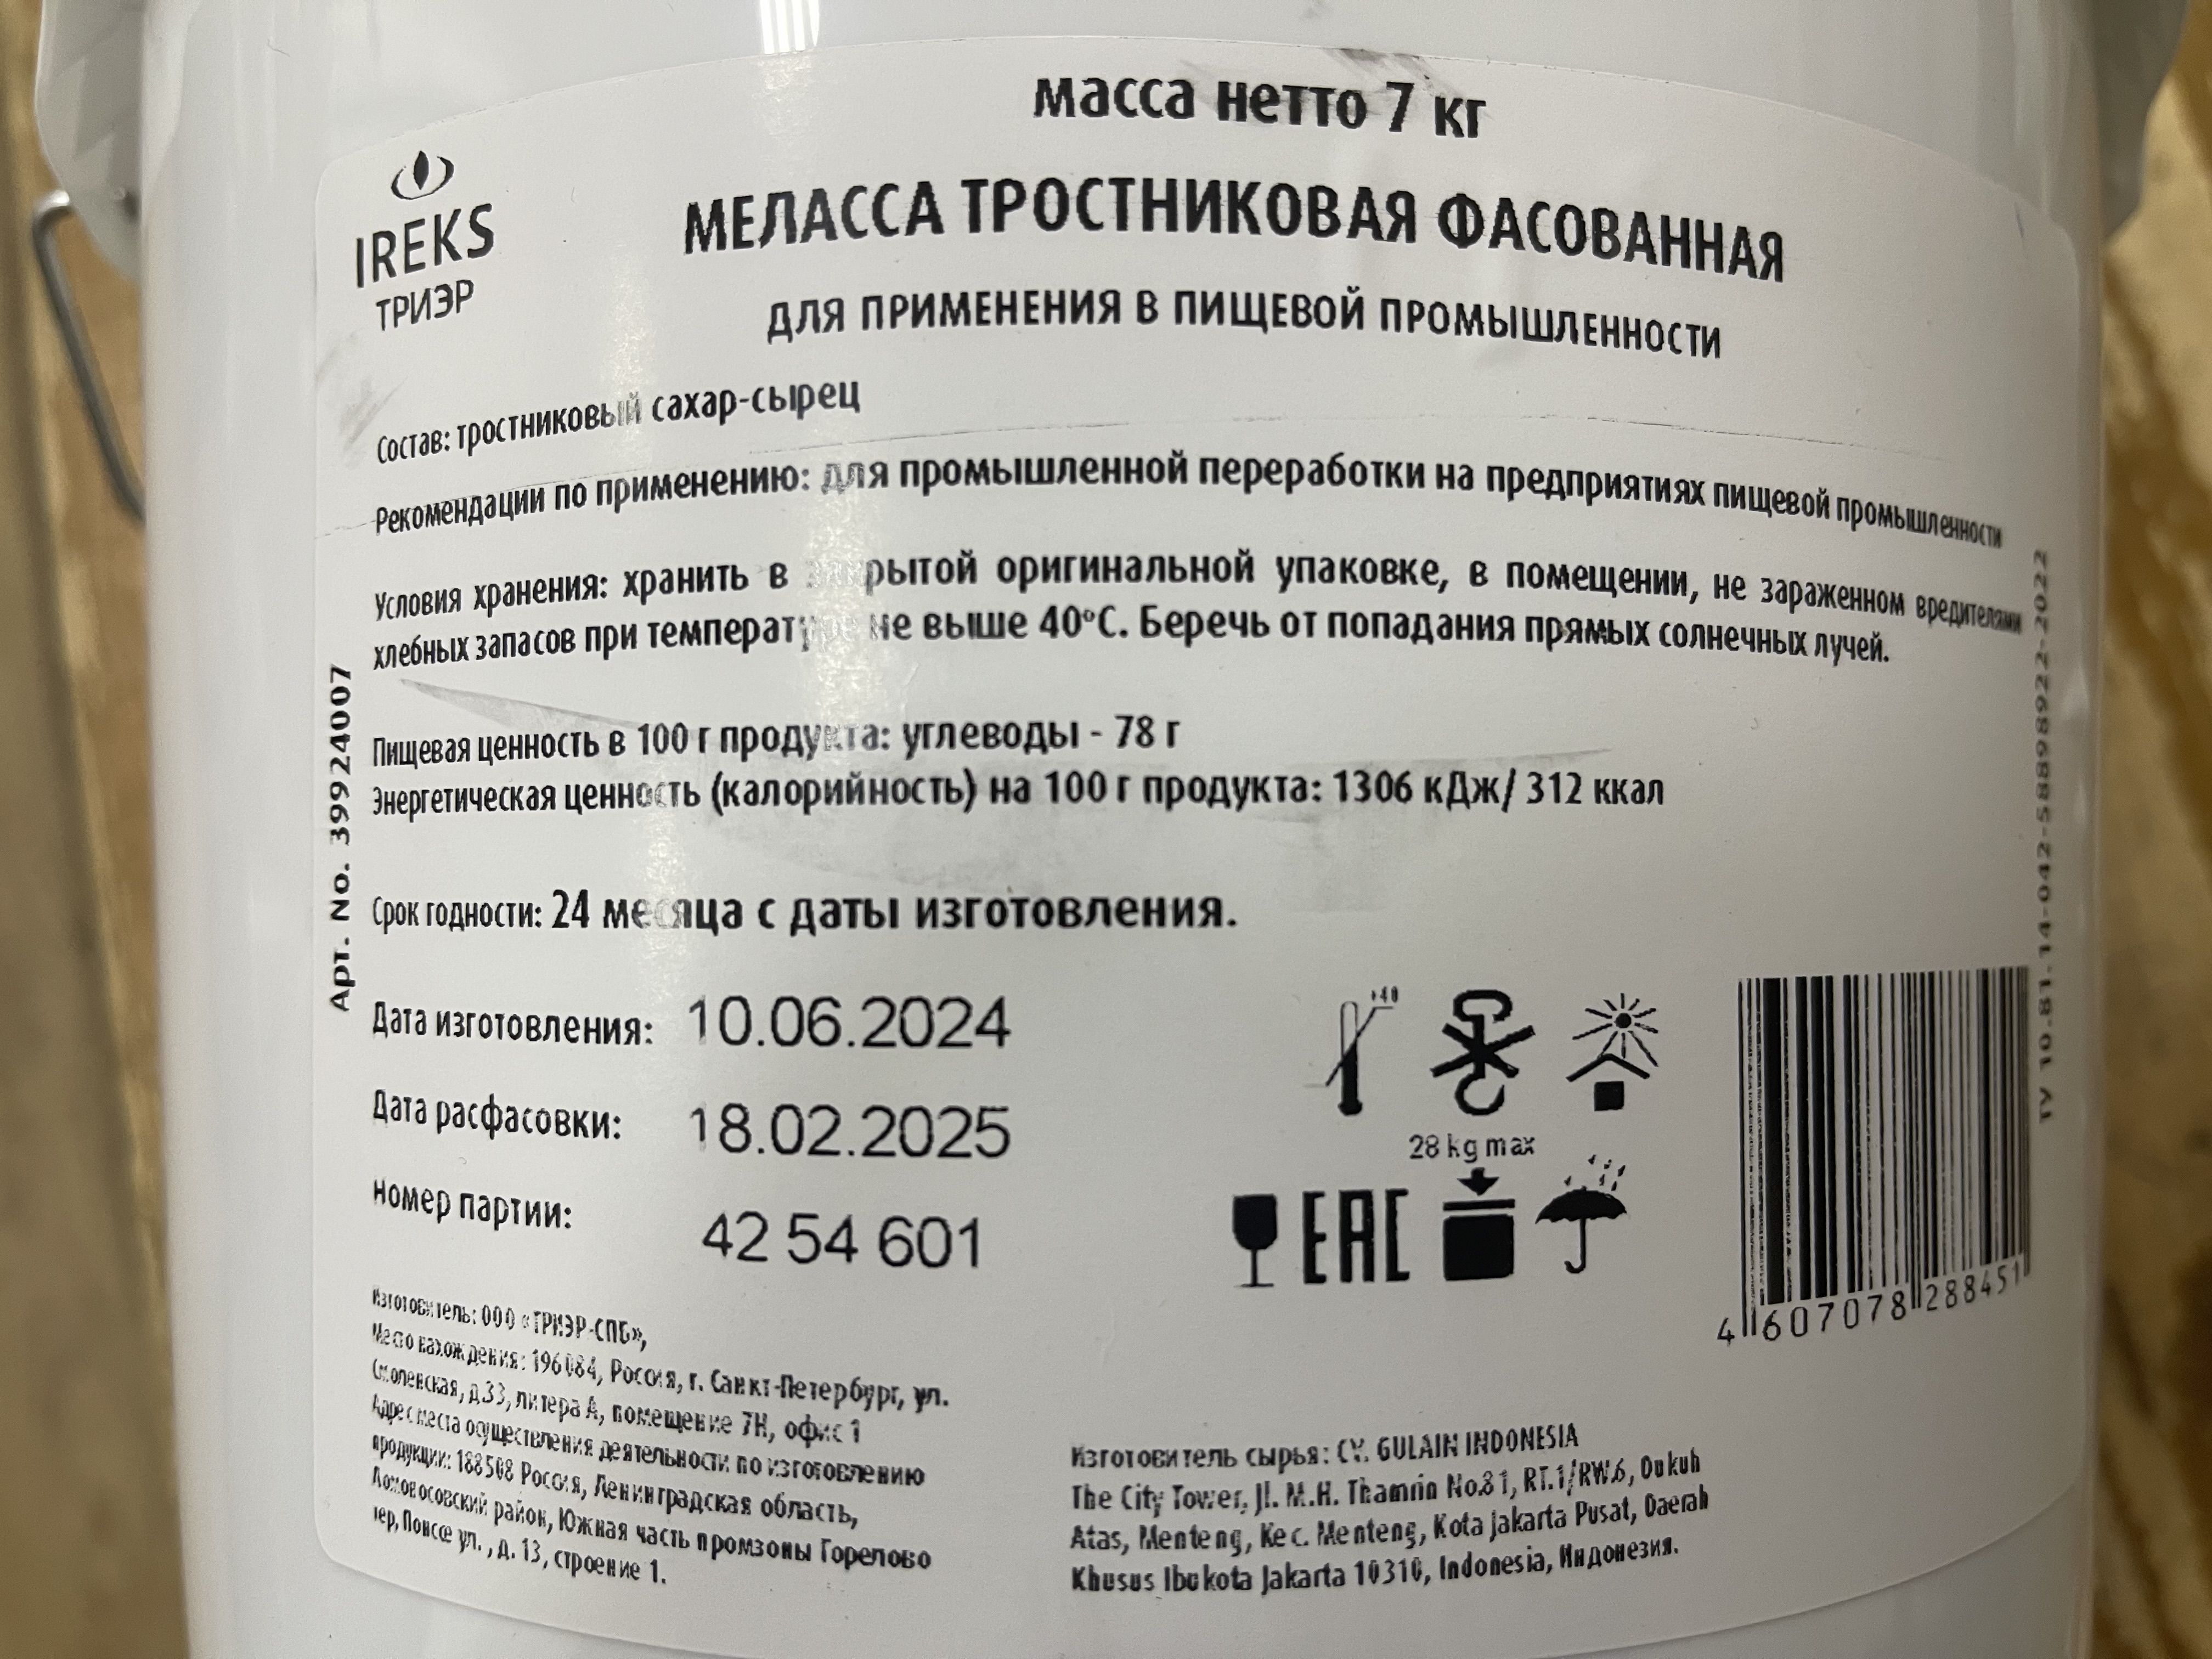 масса нетто 7 кг
IREKS
ТРИЭР
МЕЛАССА ТРОСТНИКОВАЯ ФАСОВАННАЯ
ДЛЯ ПРИМЕНЕНИЯ В ПИЩЕВОЙ ПРОМЫШЛЕННОСТИ
Состав: тростниковый сахар-сырец
Рекомендации по применению: для промышленной переработки на предприятиях пищевой промышленности
Условия хранения: хранить в закрытой оригинальной упаковке, в помещении, не зараженном вредителями
хлебных запасов при температуре не выше 40°С. Беречь от попадания прямых солнечных лучей.
Пищевая ценность в 100 г продукта: углеводы - 78 г
Энергетическая ценность (калорийность) на 100 г продукта: 1306 кДж/ 312 ккал
Срок годности: 24 месяца с даты изготовления.
Арт. No. 39924007
Дата изготовления: 10.06.2024
Дата расфасовки: 18.02.2025
Номер партии: 42 54 601
+40
28 kg max
EAC
4 607078 288451
ТУ 10.81.14-042-58898922-2022
Изготовитель: ООО «ТРИЭР-СПБ»,
Место нахождения: 196084, Россия, г. Санкт-Петербург, ул.
Смоленская, д.33, литера А, помещение 7Н, офис 1
Адрес места осуществления деятельности по изготовлению
продукции: 188508 Россия, Ленинградская область,
Ломоносовский район, Южная часть промзоны Горелово
тер, Понссе ул. , д. 13, строение 1.
Изготовитель сырья: CV. GULAIN INDONESIA
The City Tower, Jl. M.H. Thamrin No.81, RT.1/RW.6, Dukuh
Atas, Menteng, Kec. Menteng, Kota Jakarta Pusat, Daerah
Khusus Ibukota Jakarta 10310, Indonesia, Индонезия.